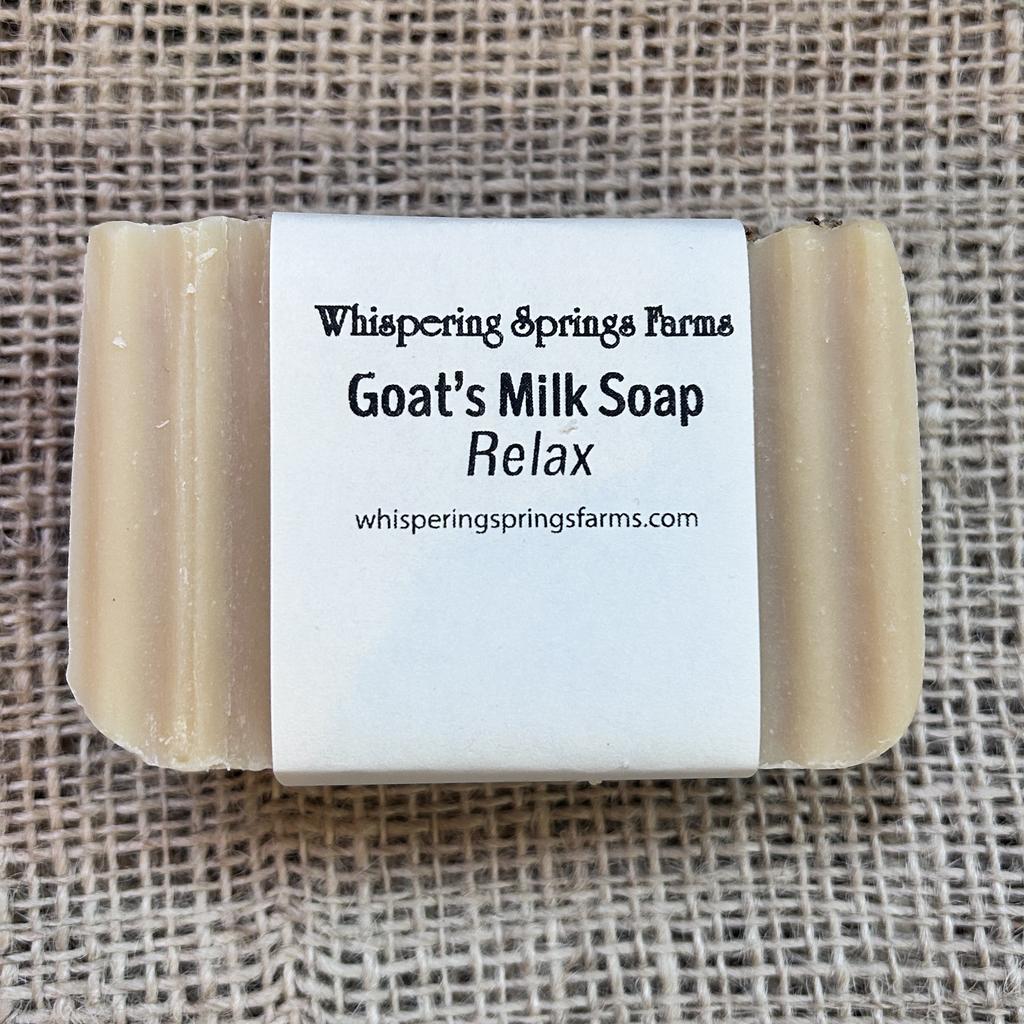 Whispering Springs Farms
Goat's Milk Soap
Relax
whisperingspringsfarms.com